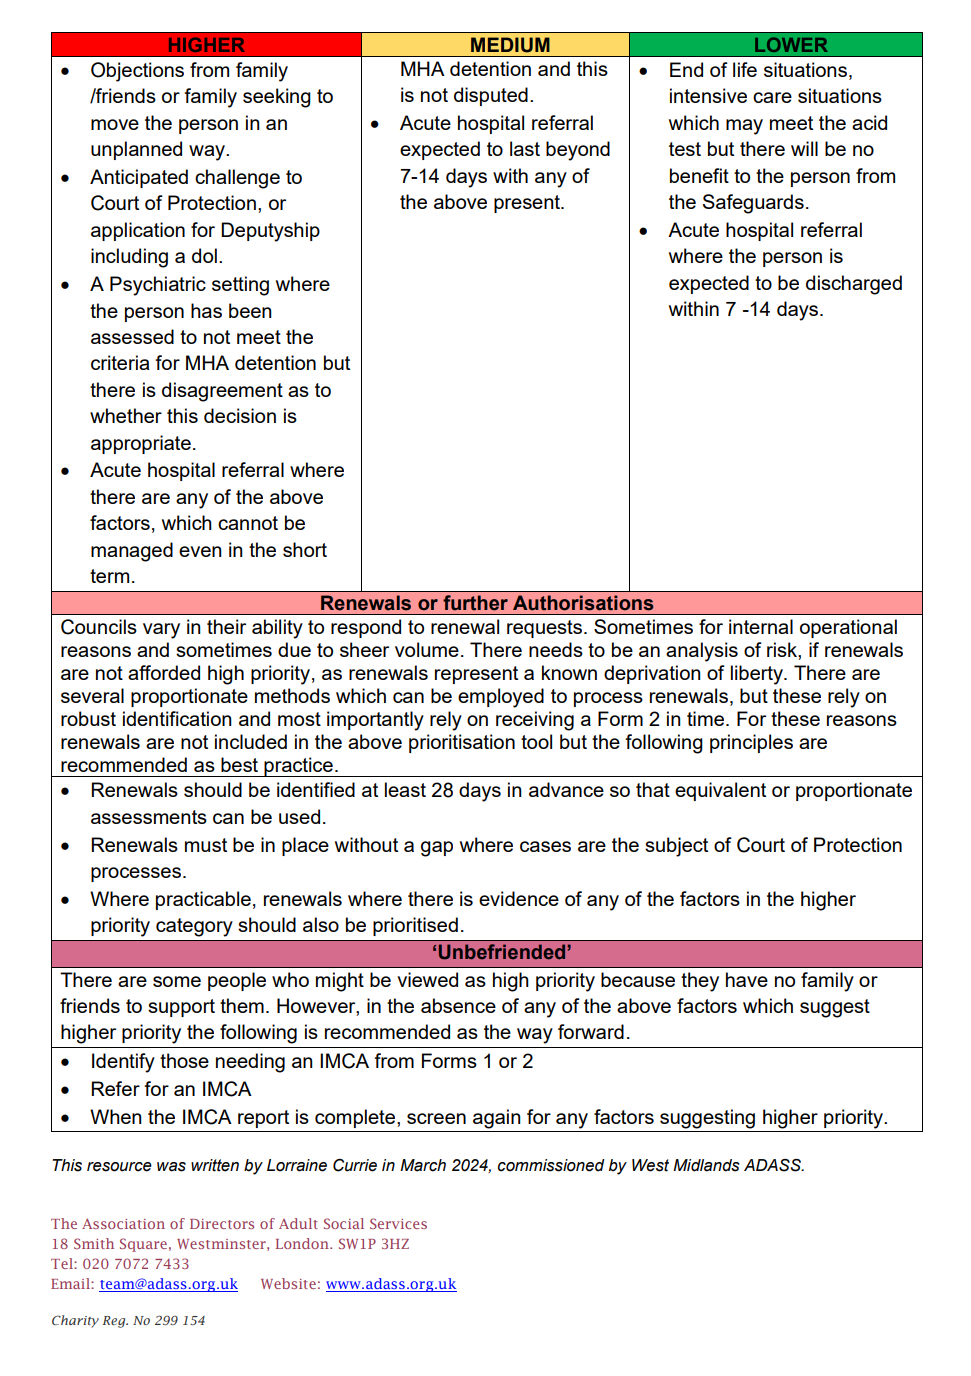 HIGHER
MEDIUM
LOWER
• Objections from family
/friends or family seeking to
move the person in an
unplanned way.
• Anticipated challenge to
Court of Protection, or
application for Deputyship
including a dol.
• A Psychiatric setting where
the person has been
assessed to not meet the
criteria for MHA detention but
there is disagreement as to
whether this decision is
appropriate.
• Acute hospital referral where
there are any of the above
factors, which cannot be
managed even in the short
term.
MHA detention and this
is not disputed.
• Acute hospital referral
expected to last beyond
7-14 days with any of
the above present.
• End of life situations,
intensive care situations
which may meet the acid
test but there will be no
benefit to the person from
the Safeguards.
• Acute hospital referral
where the person is
expected to be discharged
within 7 -14 days.
Renewals or further Authorisations
Councils vary in their ability to respond to renewal requests. Sometimes for internal operational
reasons and sometimes due to sheer volume. There needs to be an analysis of risk, if renewals
are not afforded high priority, as renewals represent a known deprivation of liberty. There are
several proportionate methods which can be employed to process renewals, but these rely on
robust identification and most importantly rely on receiving a Form 2 in time. For these reasons
renewals are not included in the above prioritisation tool but the following principles are
recommended as best practice.
• Renewals should be identified at least 28 days in advance so that equivalent or proportionate
assessments can be used.
• Renewals must be in place without a gap where cases are the subject of Court of Protection
processes.
• Where practicable, renewals where there is evidence of any of the factors in the higher
priority category should also be prioritised.
‘Unbefriended’
There are some people who might be viewed as high priority because they have no family or
friends to support them. However, in the absence of any of the above factors which suggest
higher priority the following is recommended as the way forward.
• Identify those needing an IMCA from Forms 1 or 2
• Refer for an IMCA
• When the IMCA report is complete, screen again for any factors suggesting higher priority.
This resource was written by Lorraine Currie in March 2024, commissioned by West Midlands ADASS.
The Association of Directors of Adult Social Services
18 Smith Square, Westminster, London. SW1P 3HZ
Tel: 020 7072 7433
Email: team@adass.org.uk Website: www.adass.org.uk
Charity Reg. No 299 154